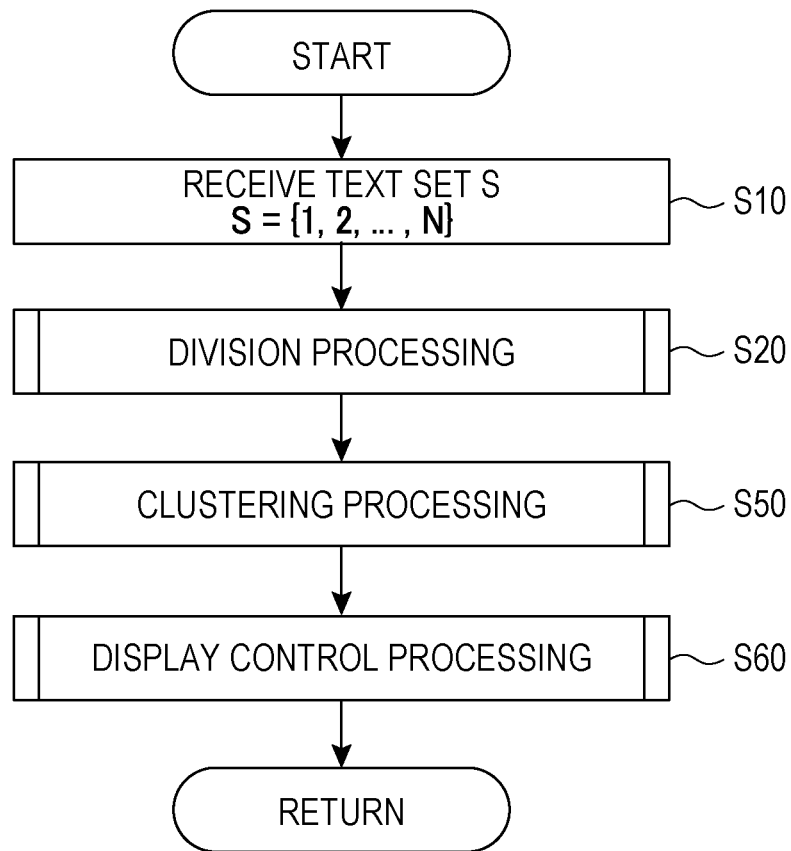 START
RECEIVE TEXT SET S
S = {1, 2, ... , N}
S10
DIVISION PROCESSING
S20
CLUSTERING PROCESSING
S50
DISPLAY CONTROL PROCESSING
S60
RETURN